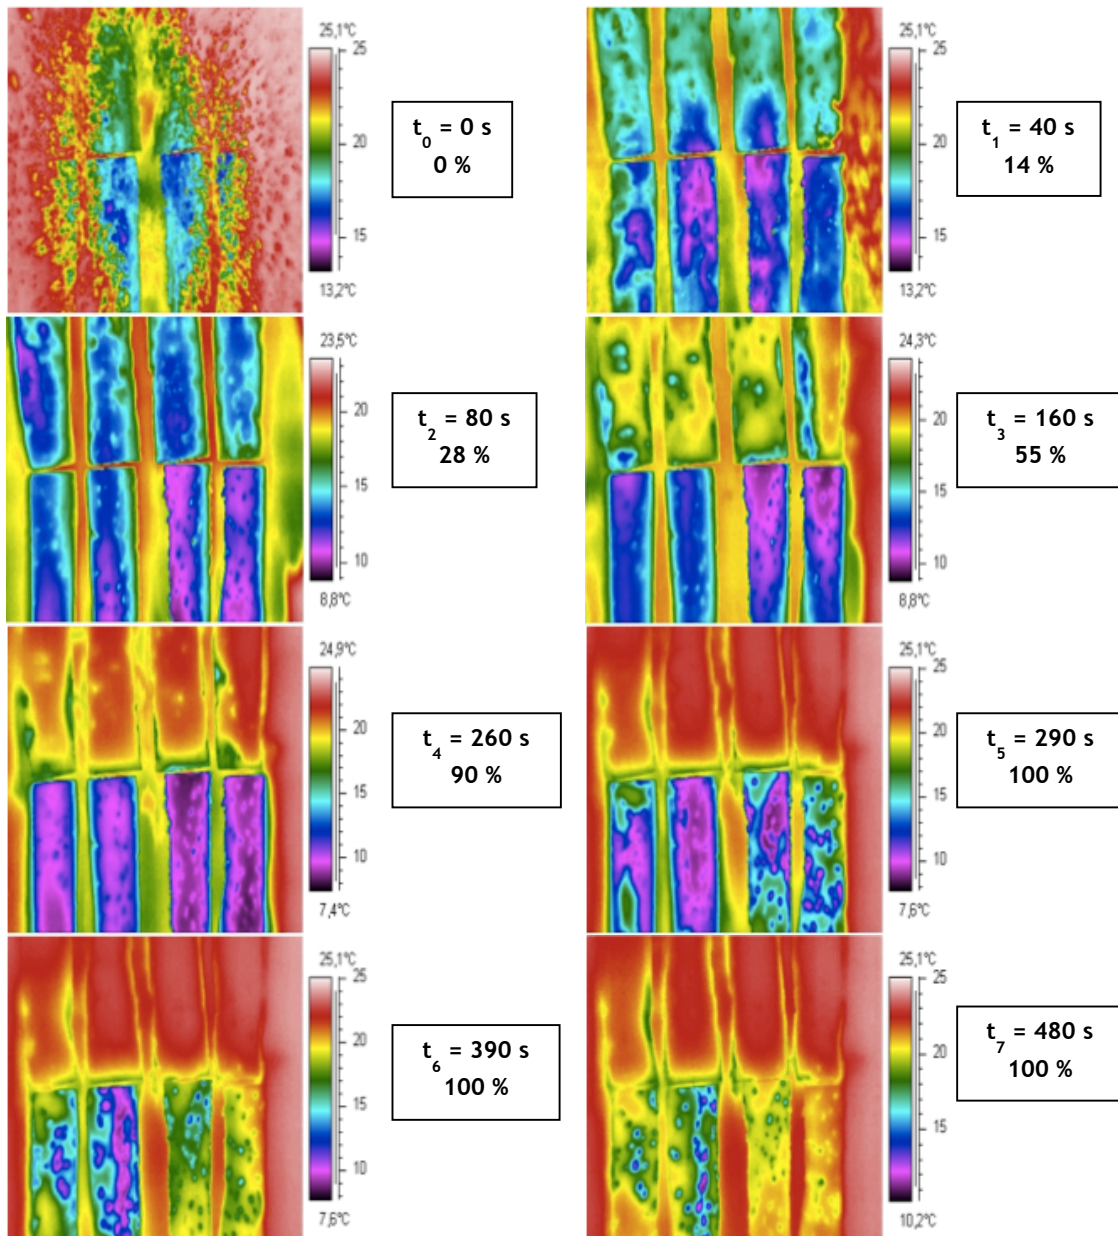 25,1°C
25
20
15
13,2°C
t0 = 0 s
0 %
25,1°C
25
20
15
13,2°C
t1 = 40 s
14 %
23,5°C
20
15
10
8,8°C
t2 = 80 s
28 %
24,3°C
20
15
10
8,8°C
t3 = 160 s
55 %
24,9°C
20
15
10
7,4°C
t4 = 260 s
90 %
25,1°C
25
20
15
10
7,6°C
t5 = 290 s
100 %
25,1°C
25
20
15
10
7,6°C
t6 = 390 s
100 %
25,1°C
25
20
15
10,2°C
t7 = 480 s
100 %